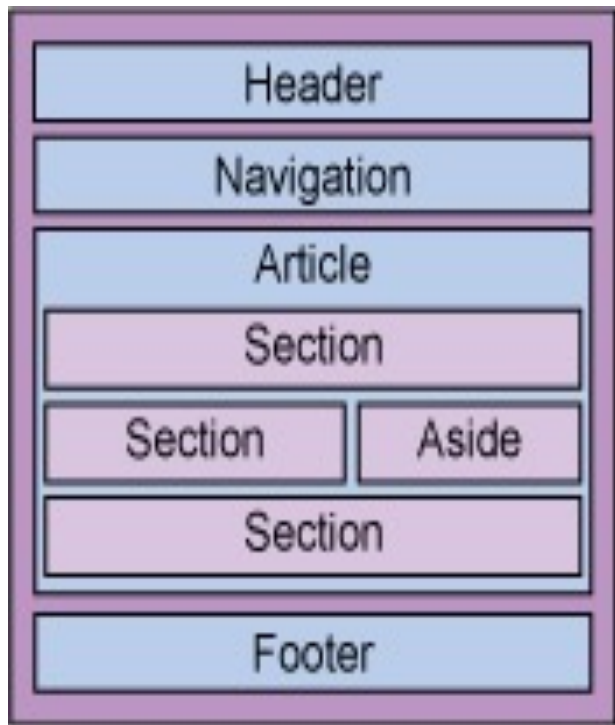 Header
Navigation
Article
Section
Section Aside
Section
Footer